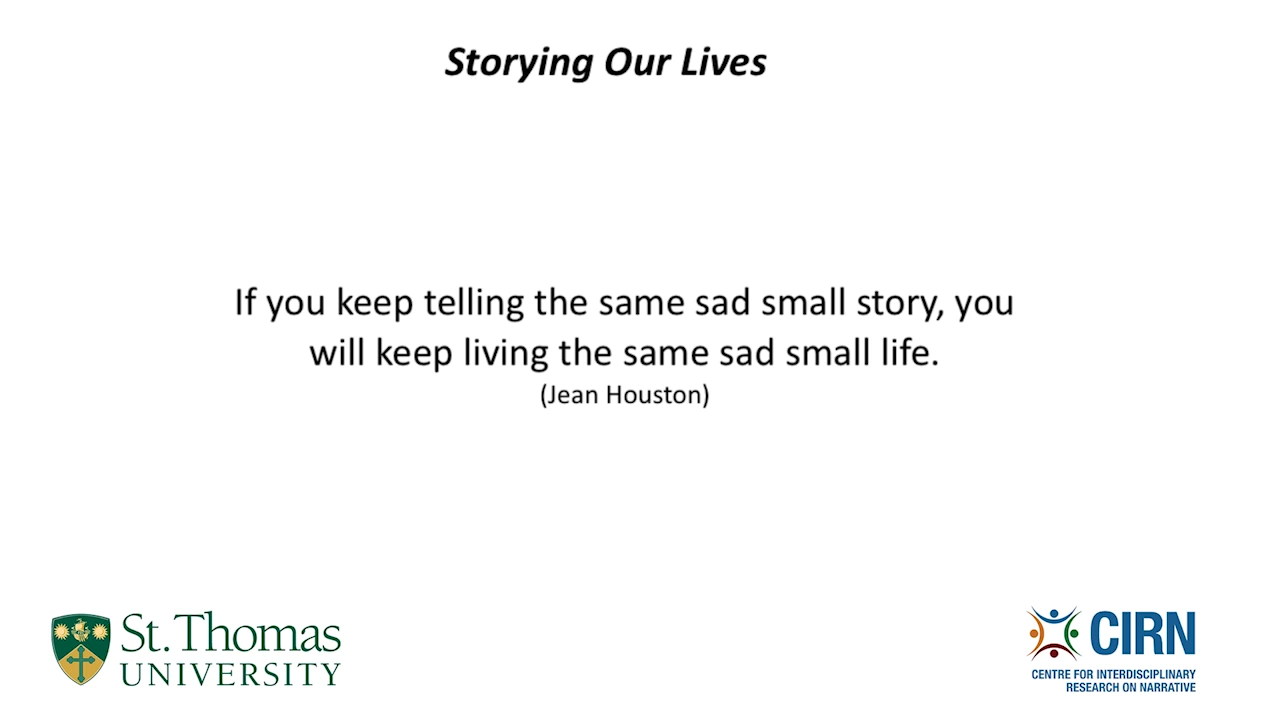 Storying Our Lives
If you keep telling the same sad small story, you
will keep living the same sad small life.
(Jean Houston)
St. Thomas
UNIVERSITY
CIRN
CENTRE FOR INTERDISCIPLINARY
RESEARCH ON NARRATIVE